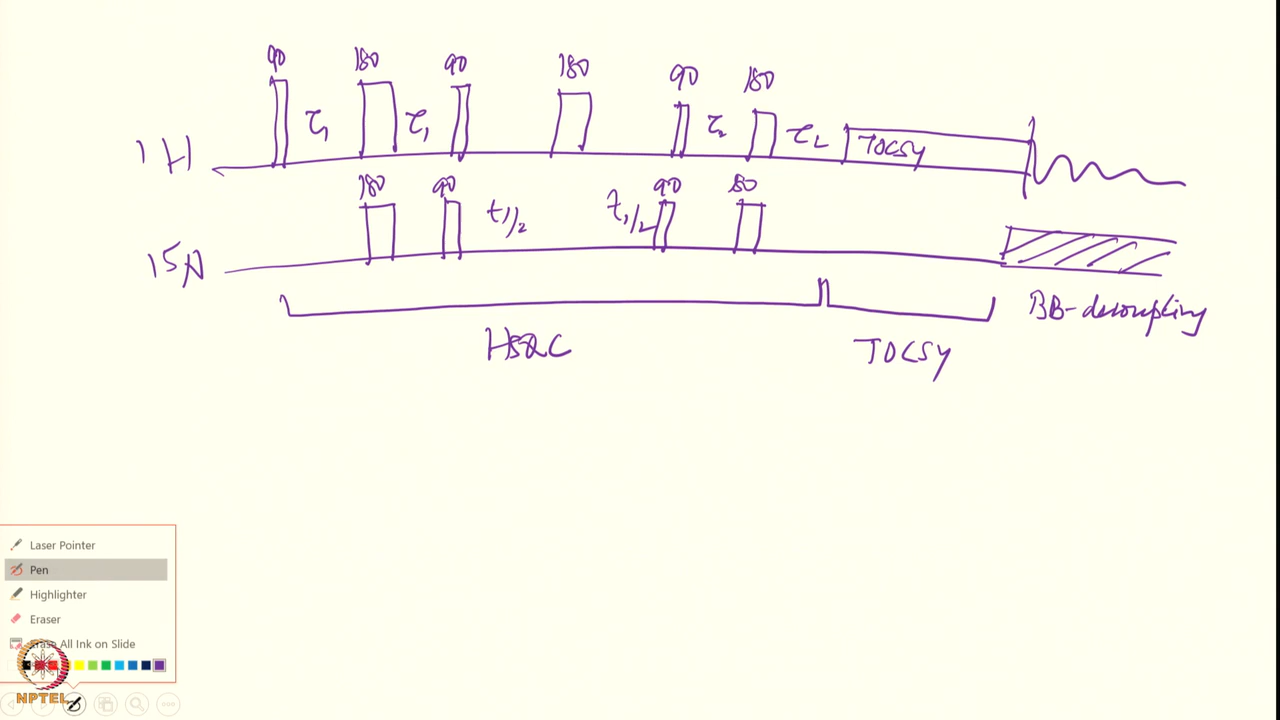 90 180 90 180 90 180
1H τ₁ τ₁ τ₂ τ₂ TOCSY
180 90 t₁/₂ t₁/₂ 90 180
15N
BB-decoupling
HSQC TOCSY
Laser Pointer
Pen
Highlighter
Eraser
Erase All Ink on Slide
NPTEL